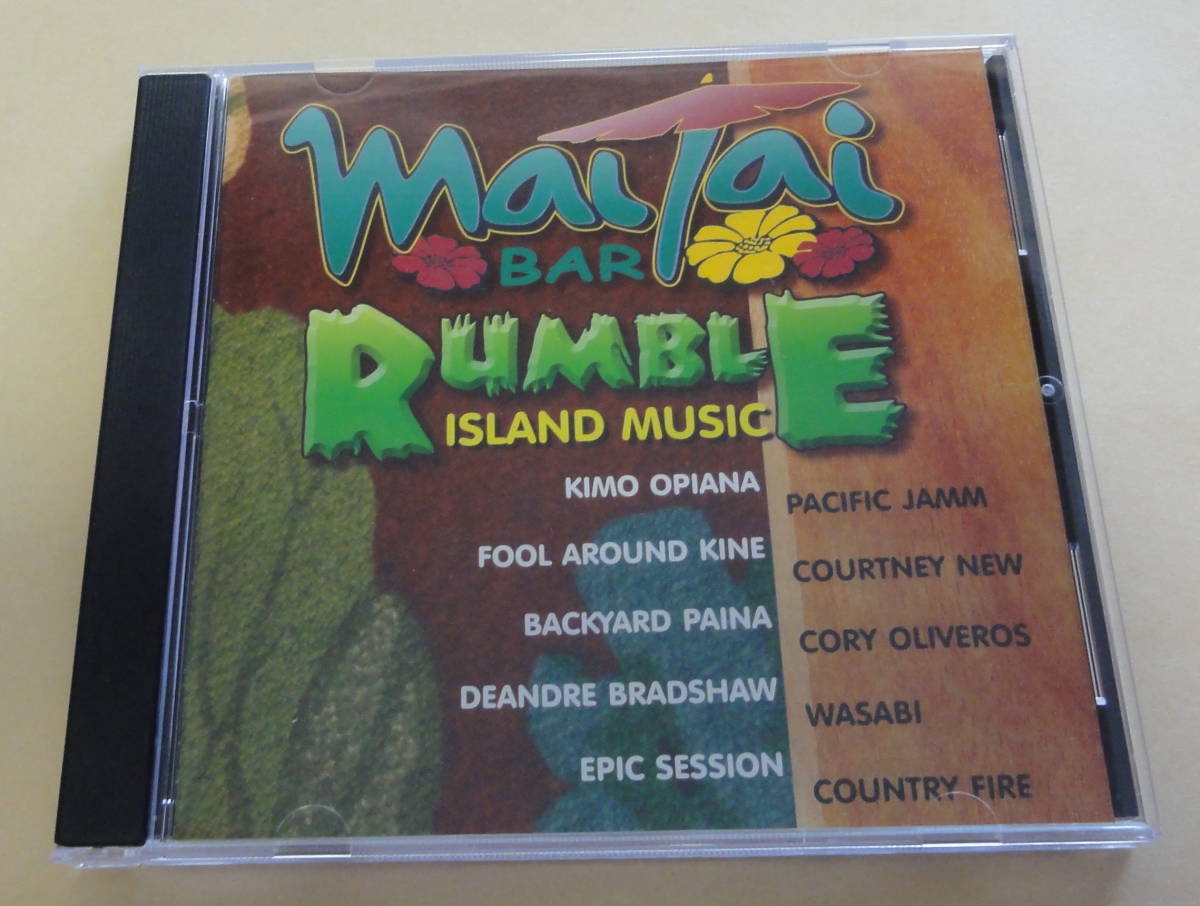 Mai Tai
BAR
RUMBLE
ISLAND MUSIC
KIMO OPIANA
FOOL AROUND KINE
BACKYARD PAINA
DEANDRE BRADSHAW
EPIC SESSION
PACIFIC JAMM
COURTNEY NEW
CORY OLIVEROS
WASABI
COUNTRY FIRE